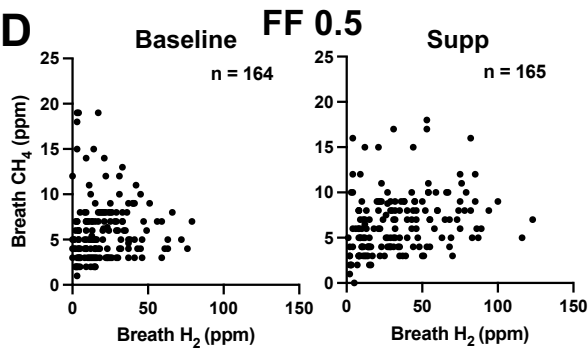 D
FF 0.5
Baseline
Supp
n = 164
n = 165
25
20
15
10
5
0
Breath CH₄ (ppm)
0
50
100
150
Breath H₂ (ppm)
25
20
15
10
5
0
0
50
100
150
Breath H₂ (ppm)